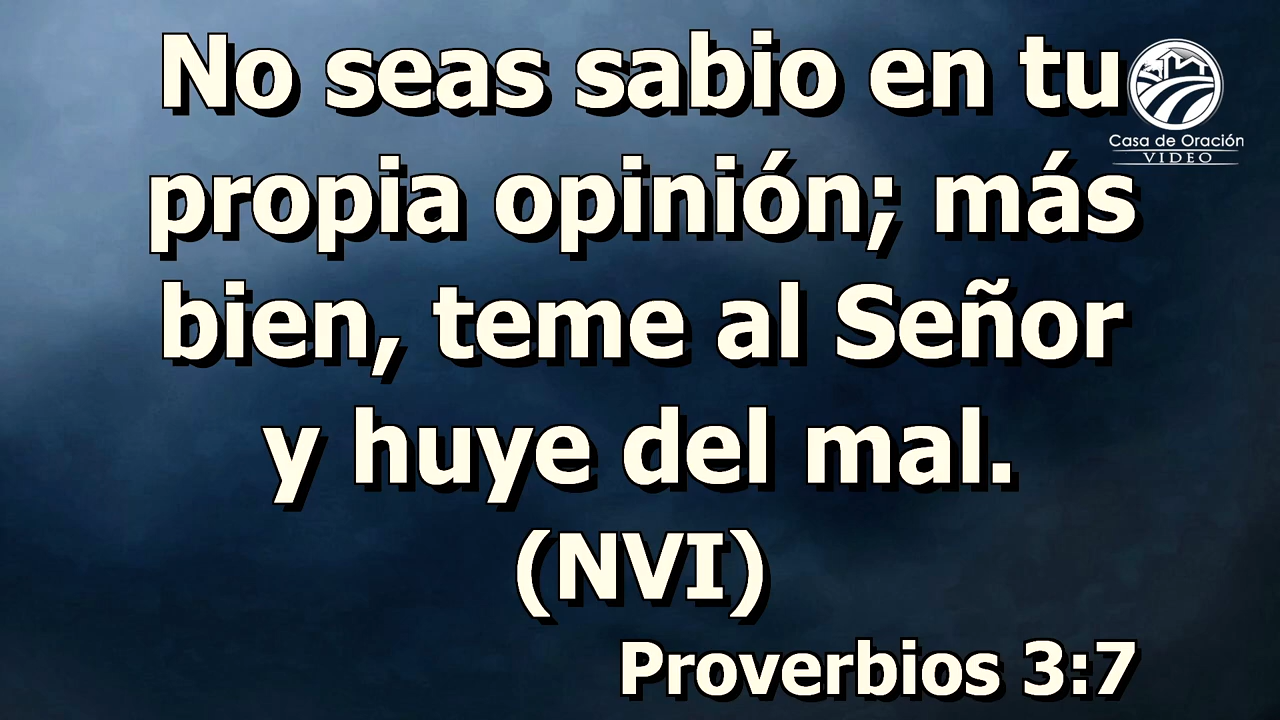 No seas sabio en tu
propia opinión; más
bien, teme al Señor
y huye del mal.
(NVI)
Proverbios 3:7
Casa de Oración
VIDEO